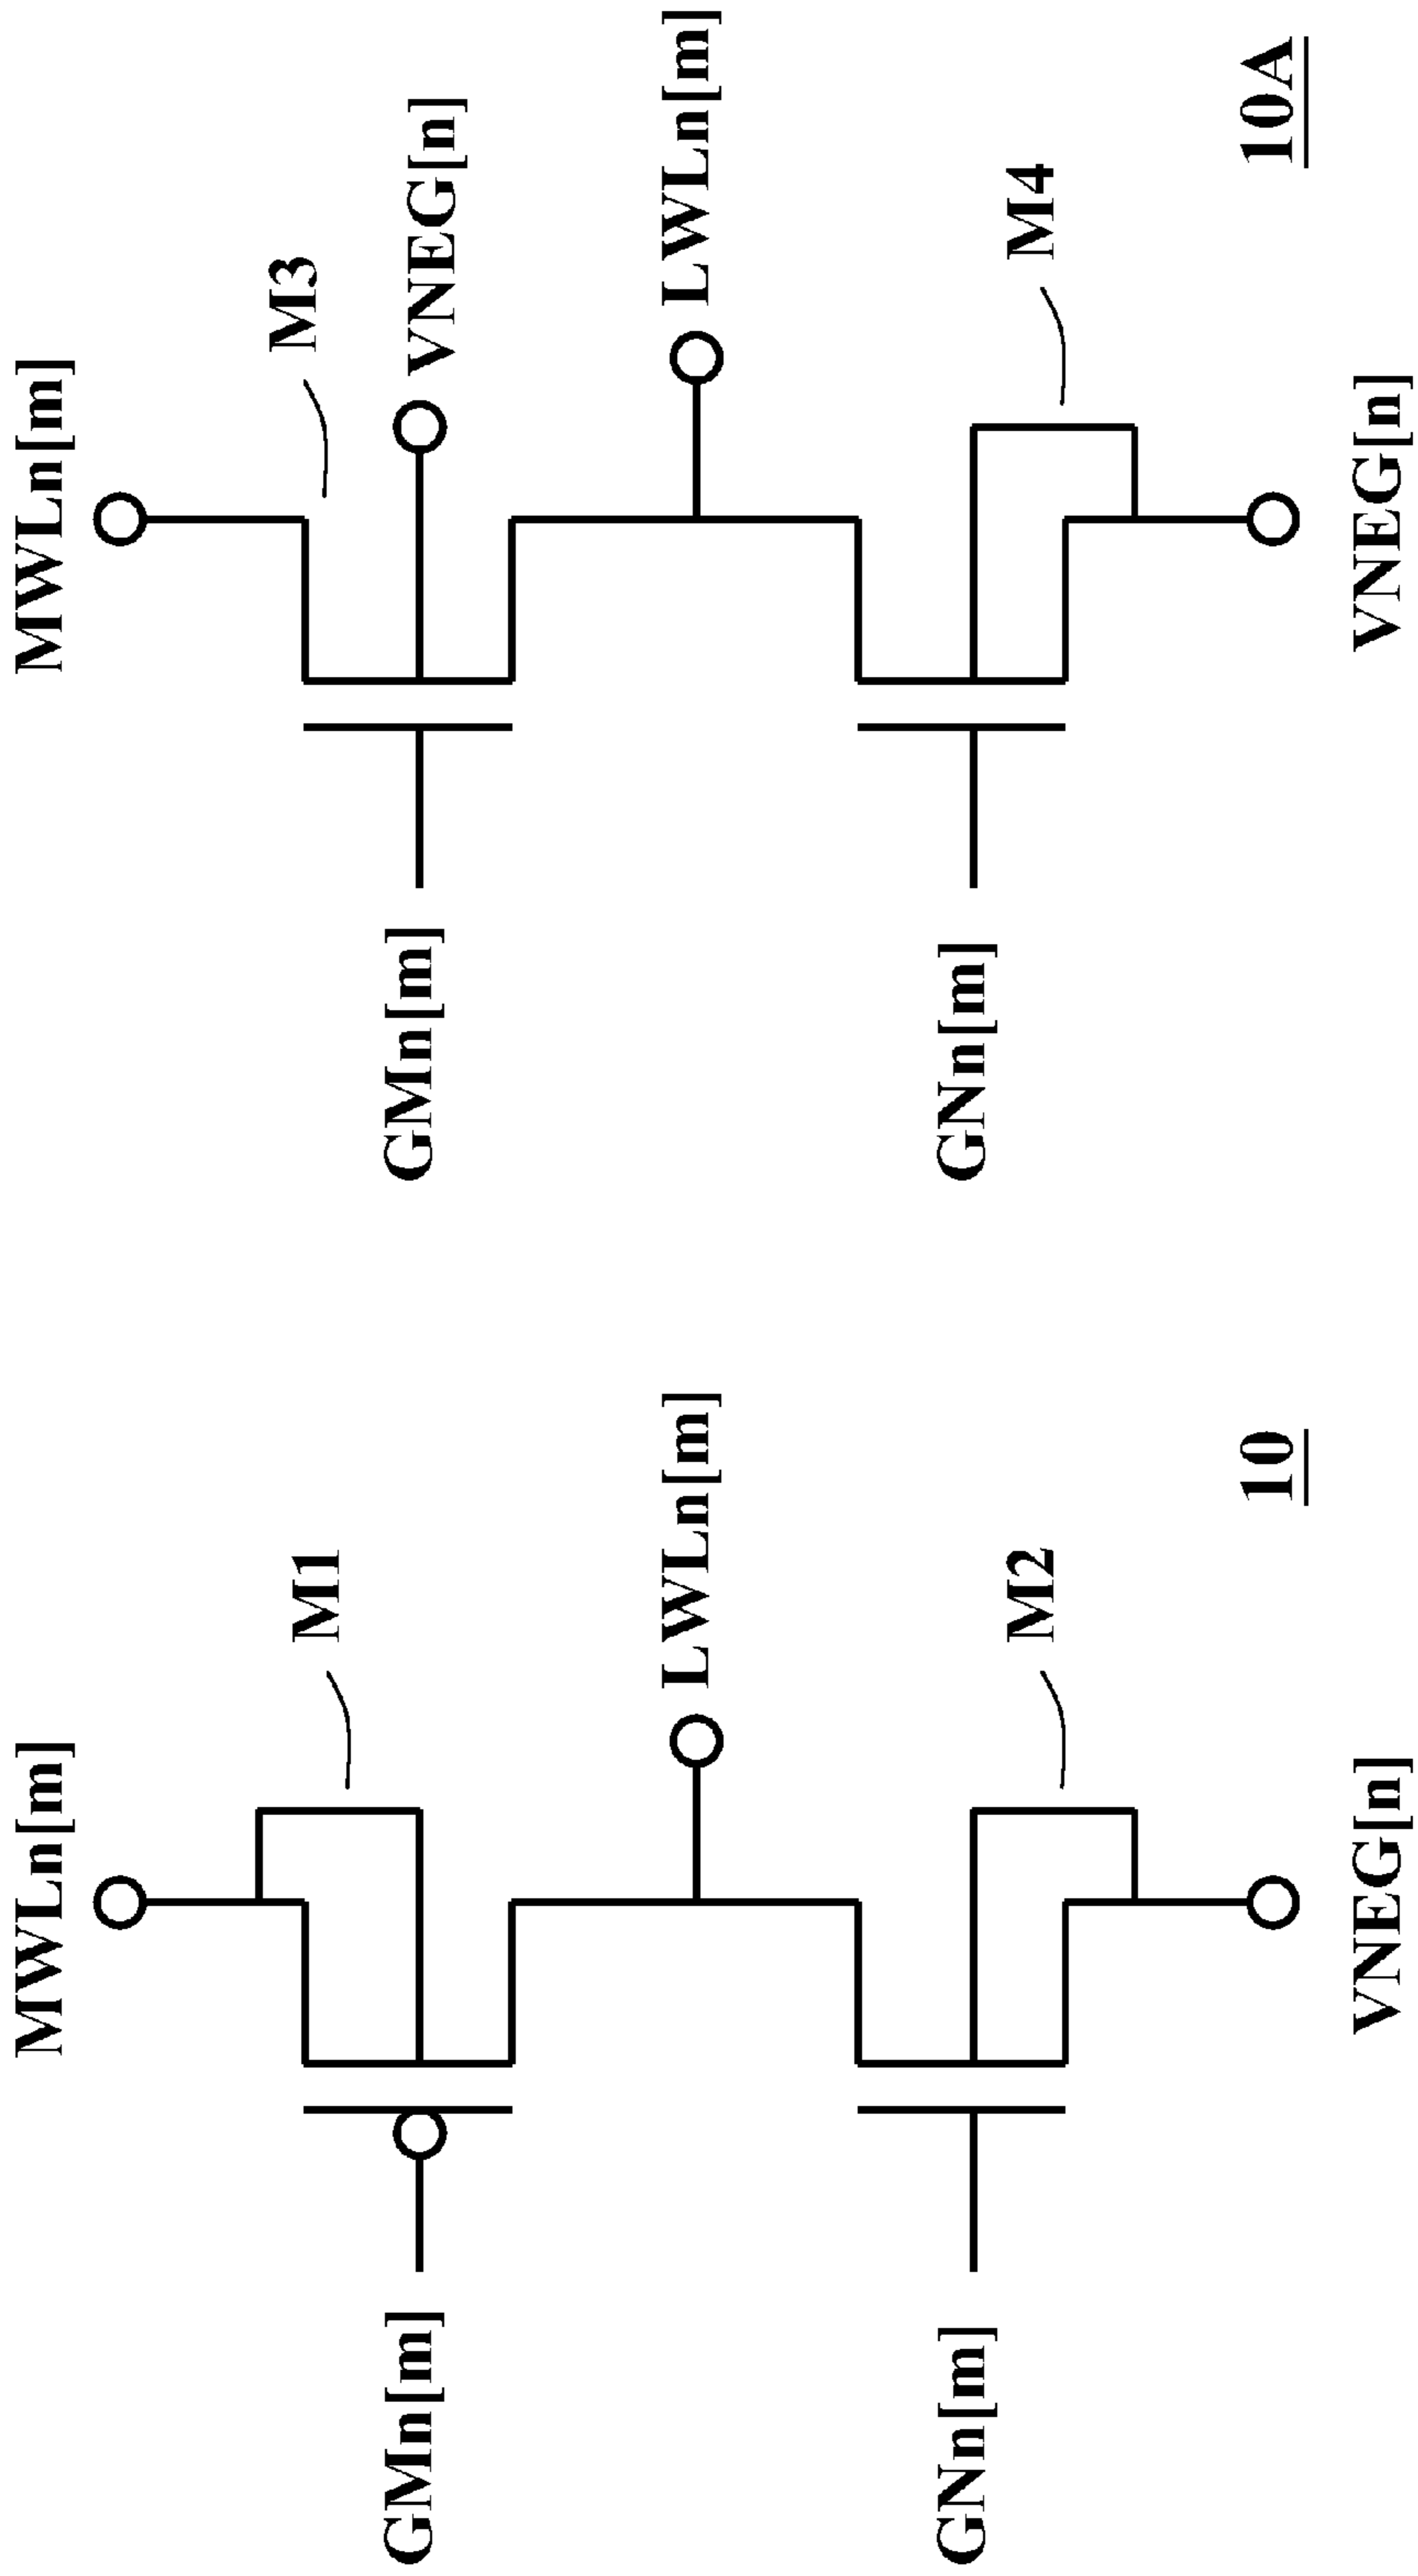 MWLn[m]
M1
GMn[m]
LWLn[m]
M2
GNn[m]
VNEG[n]
10
MWLn[m]
M3
VNEG[n]
GMn[m]
LWLn[m]
M4
GNn[m]
VNEG[n]
10A